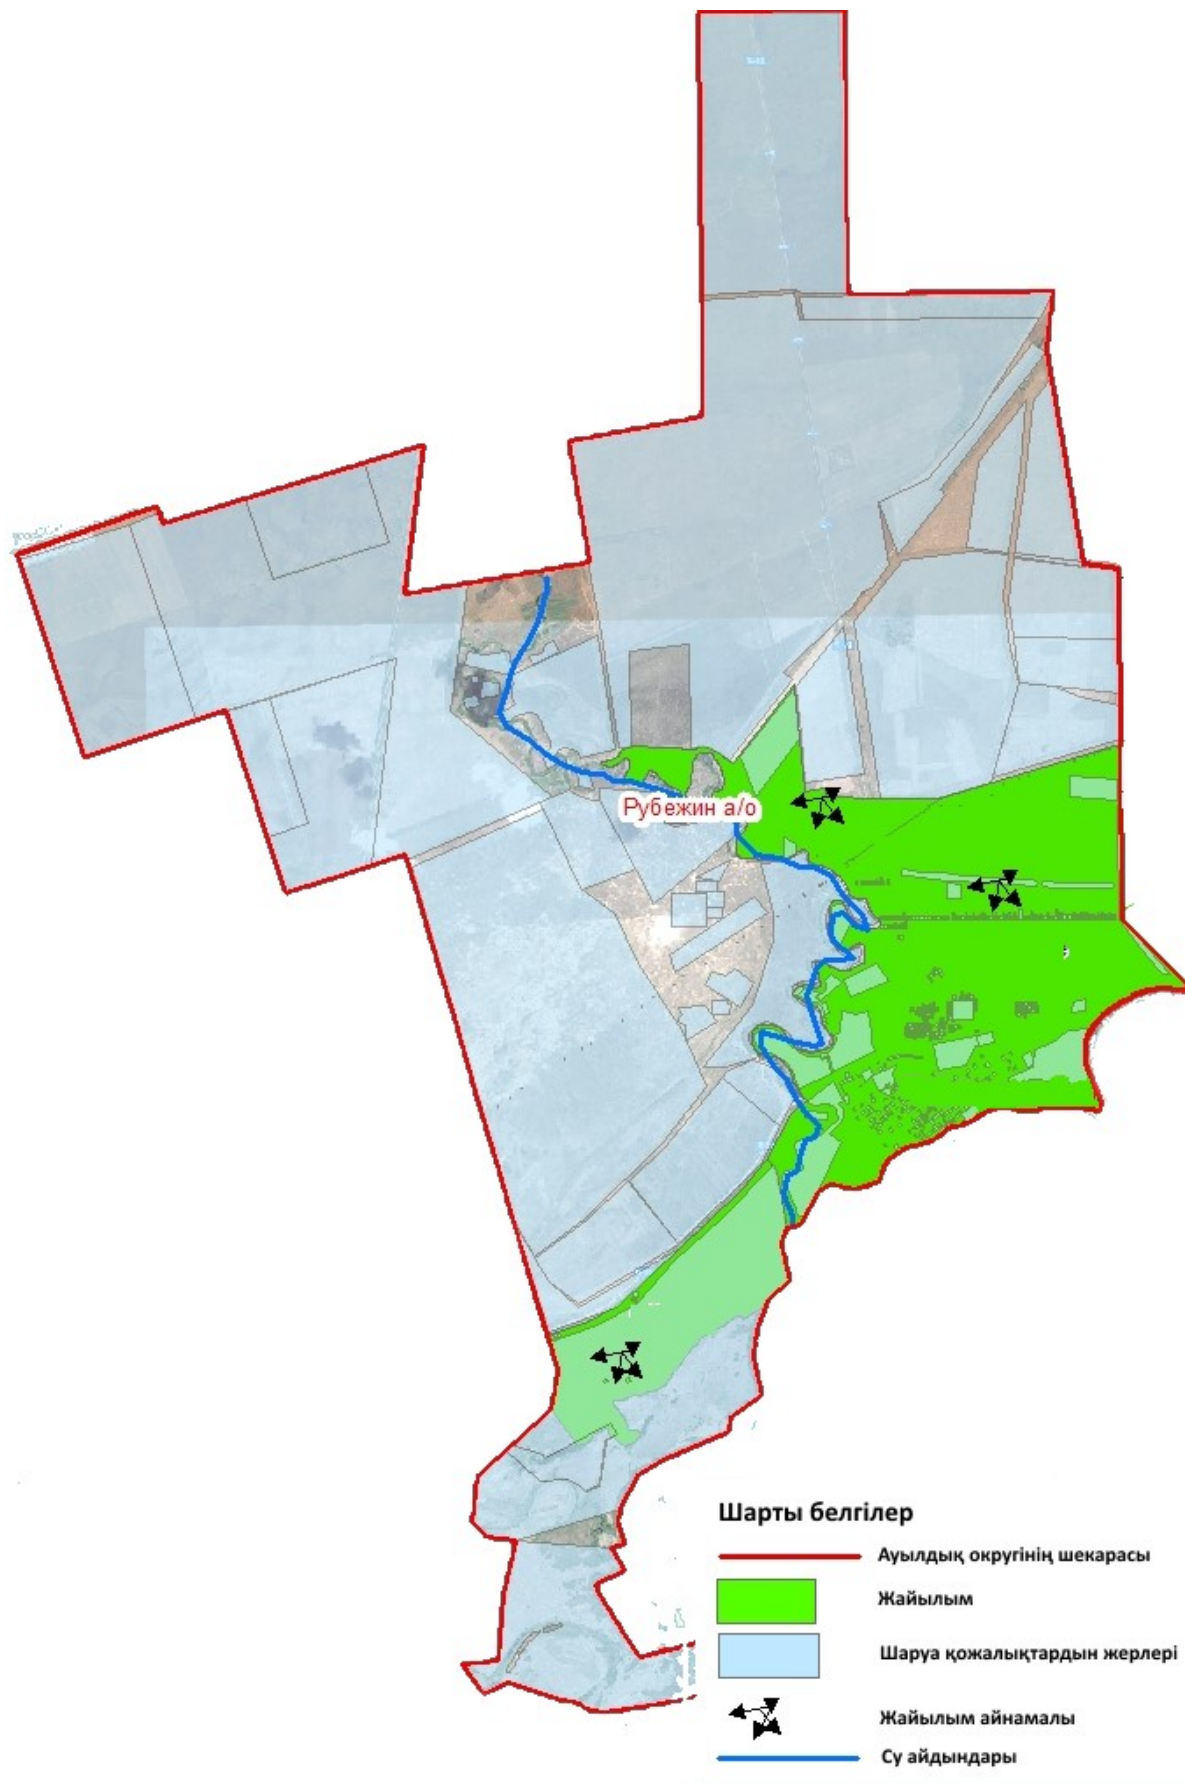 Рубежин а/о
Шарты белгілер
Ауылдық округінің шекарасы
Жайылым
Шаруа қожалықтардын жерлері
Жайылым айнамалы
Су айдындары